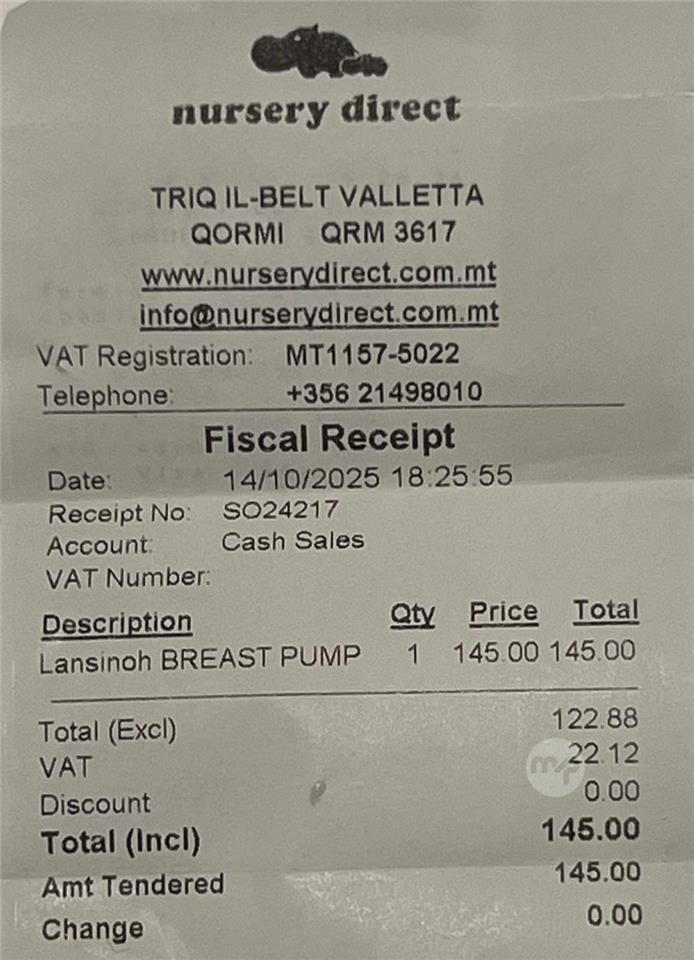 nursery direct
TRIQ IL-BELT VALLETTA
QORMI QRM 3617
www.nurserydirect.com.mt
info@nurserydirect.com.mt
VAT Registration: MT1157-5022
Telephone: +356 21498010
Fiscal Receipt
Date: 14/10/2025 18:25:55
Receipt No: SO24217
Account: Cash Sales
VAT Number:
Description Qty Price Total
Lansinoh BREAST PUMP 1 145.00 145.00
Total (Excl) 122.88
VAT 22.12
Discount 0.00
Total (Incl) 145.00
Amt Tendered 145.00
Change 0.00